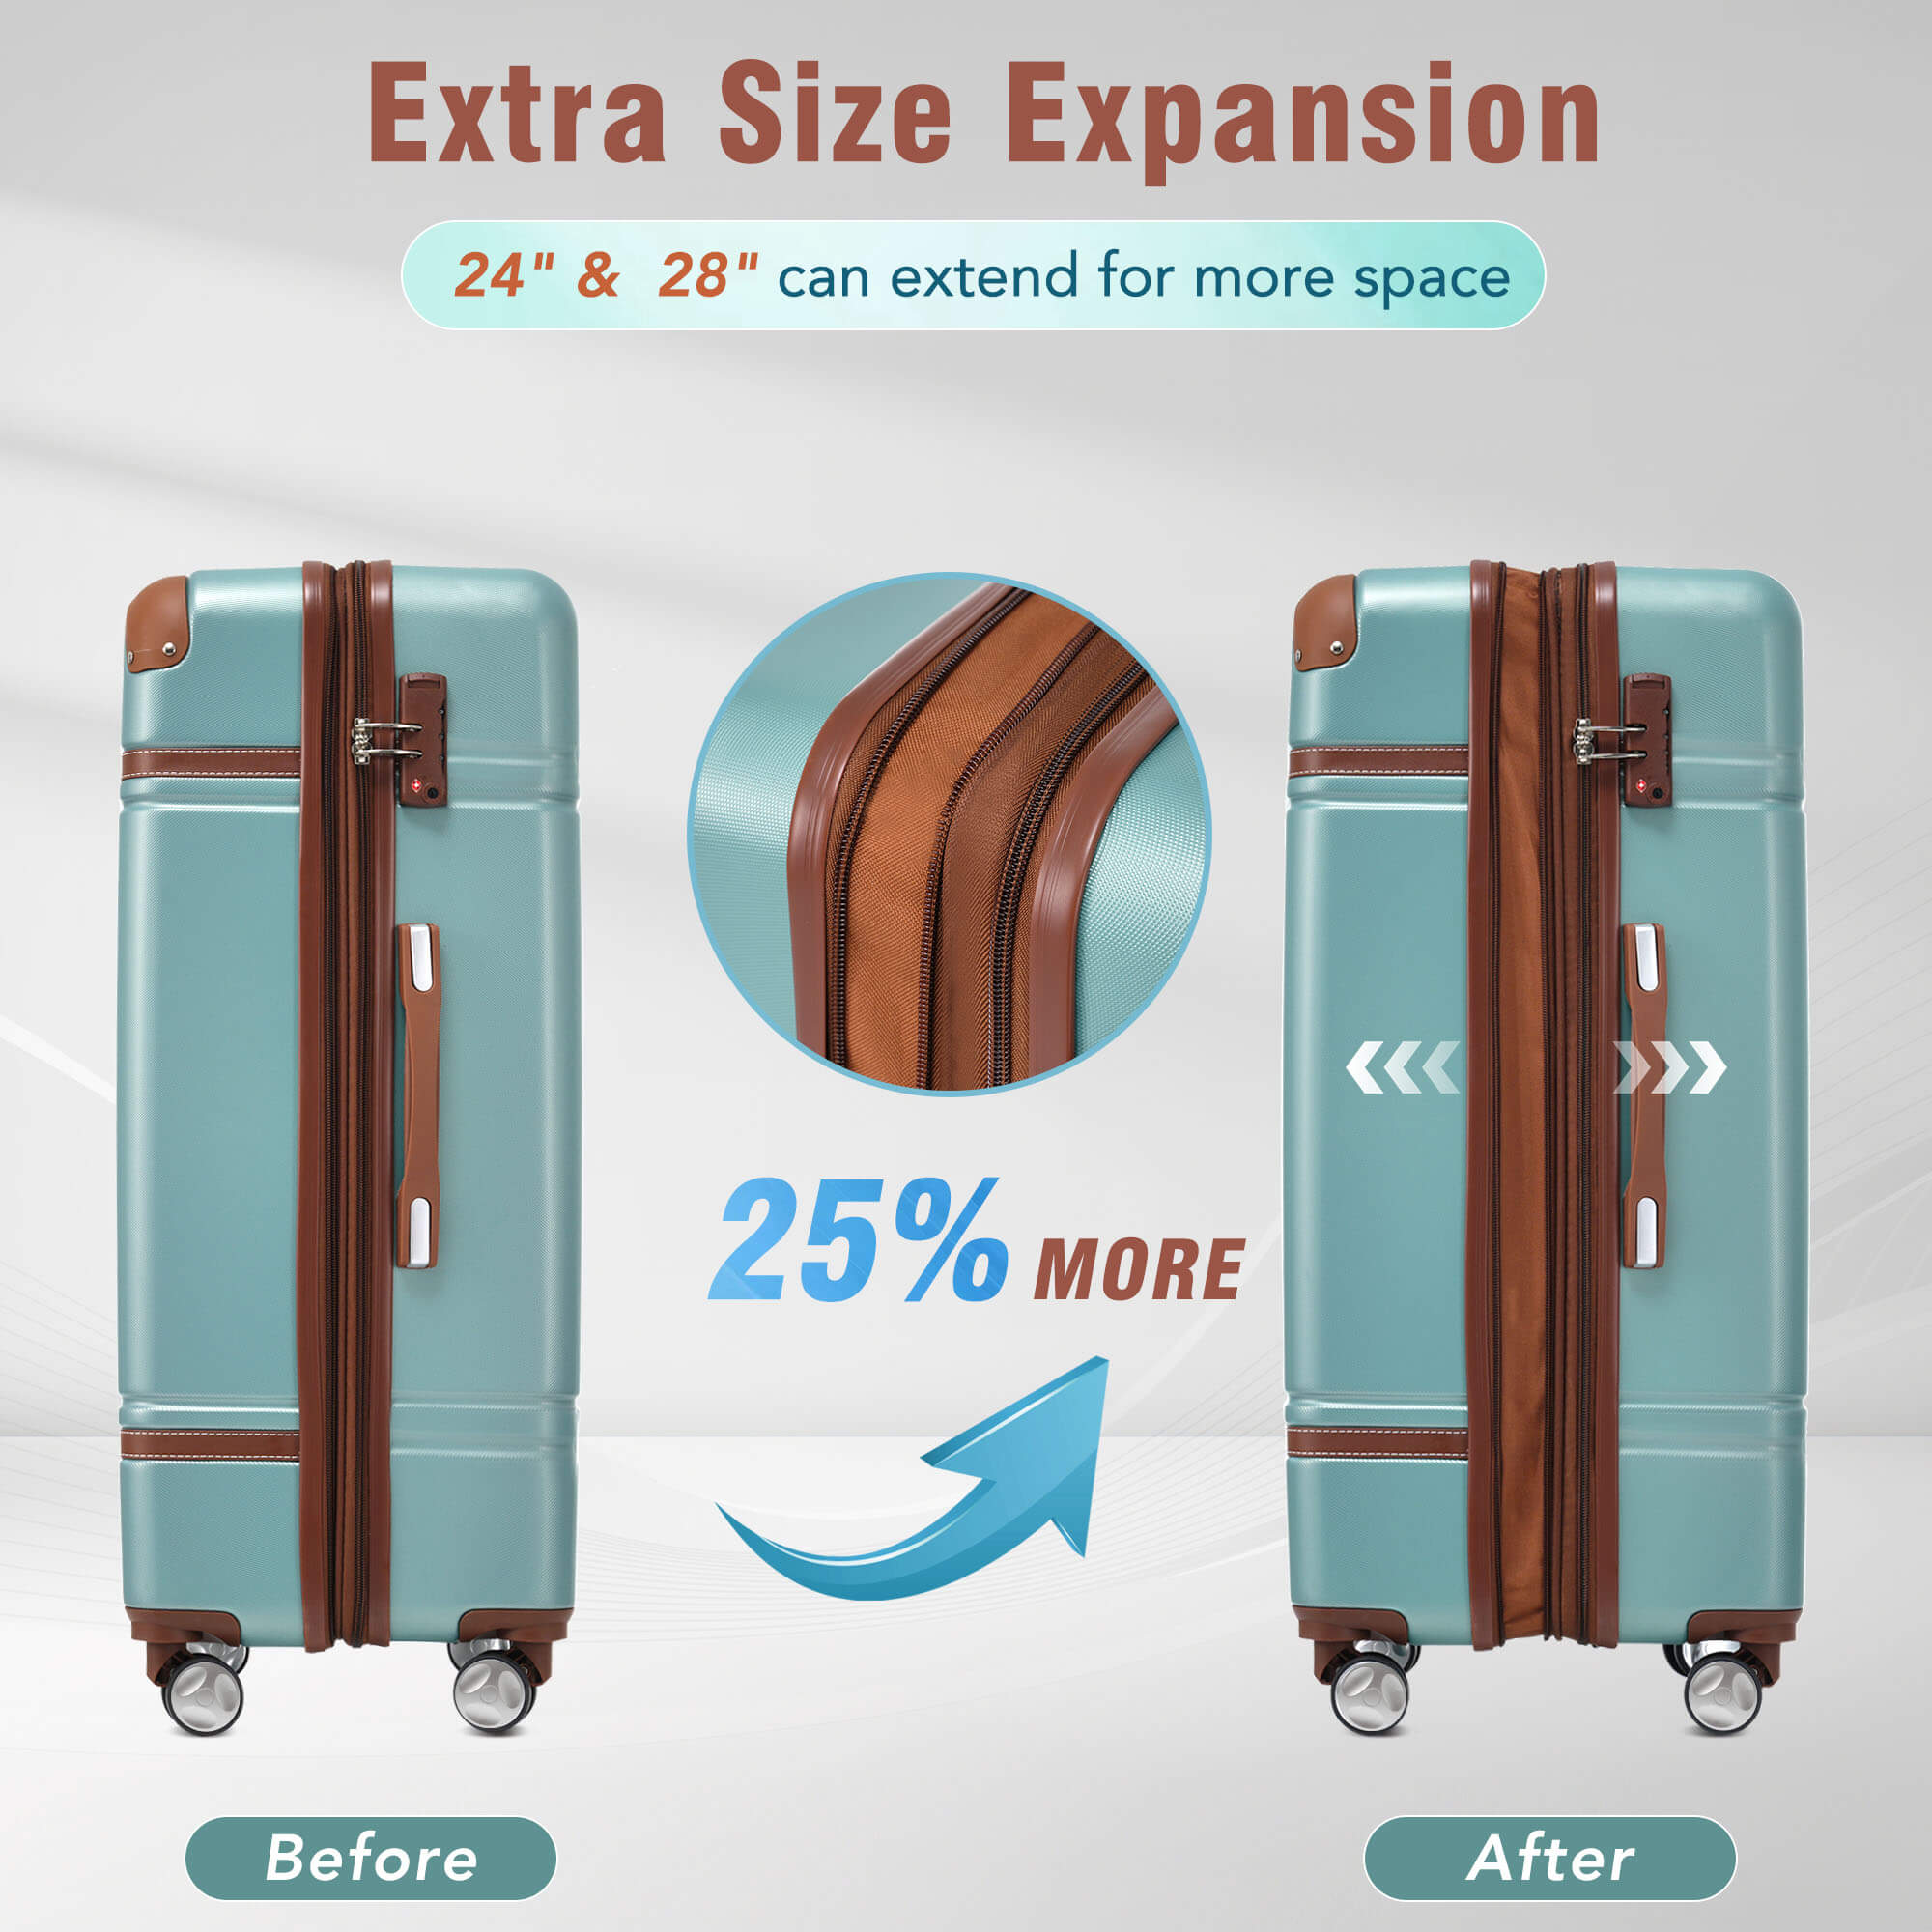 Extra Size Expansion
24" & 28" can extend for more space
25% MORE
Before
After